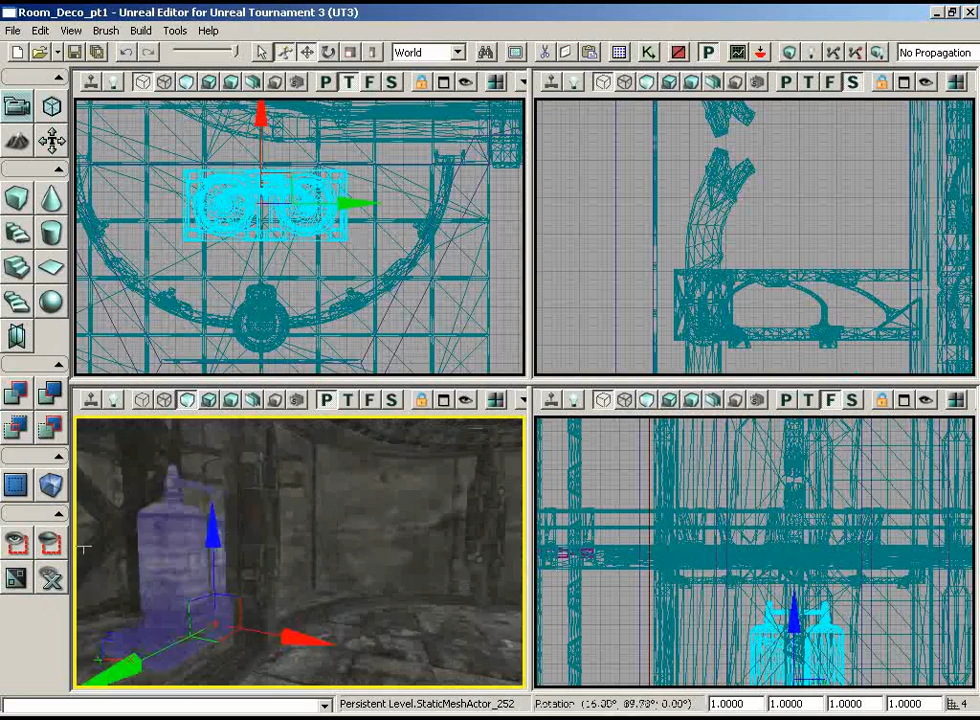 Room_Deco_pt1 - Unreal Editor for Unreal Tournament 3 (UT3)
File Edit View Brush Build Tools Help
World No Propagation
P T F S
P T F S
P T F S
P T F S
Persistent Level.StaticMeshActor_252 1.0000 1.0000 1.0000 1.0000 4